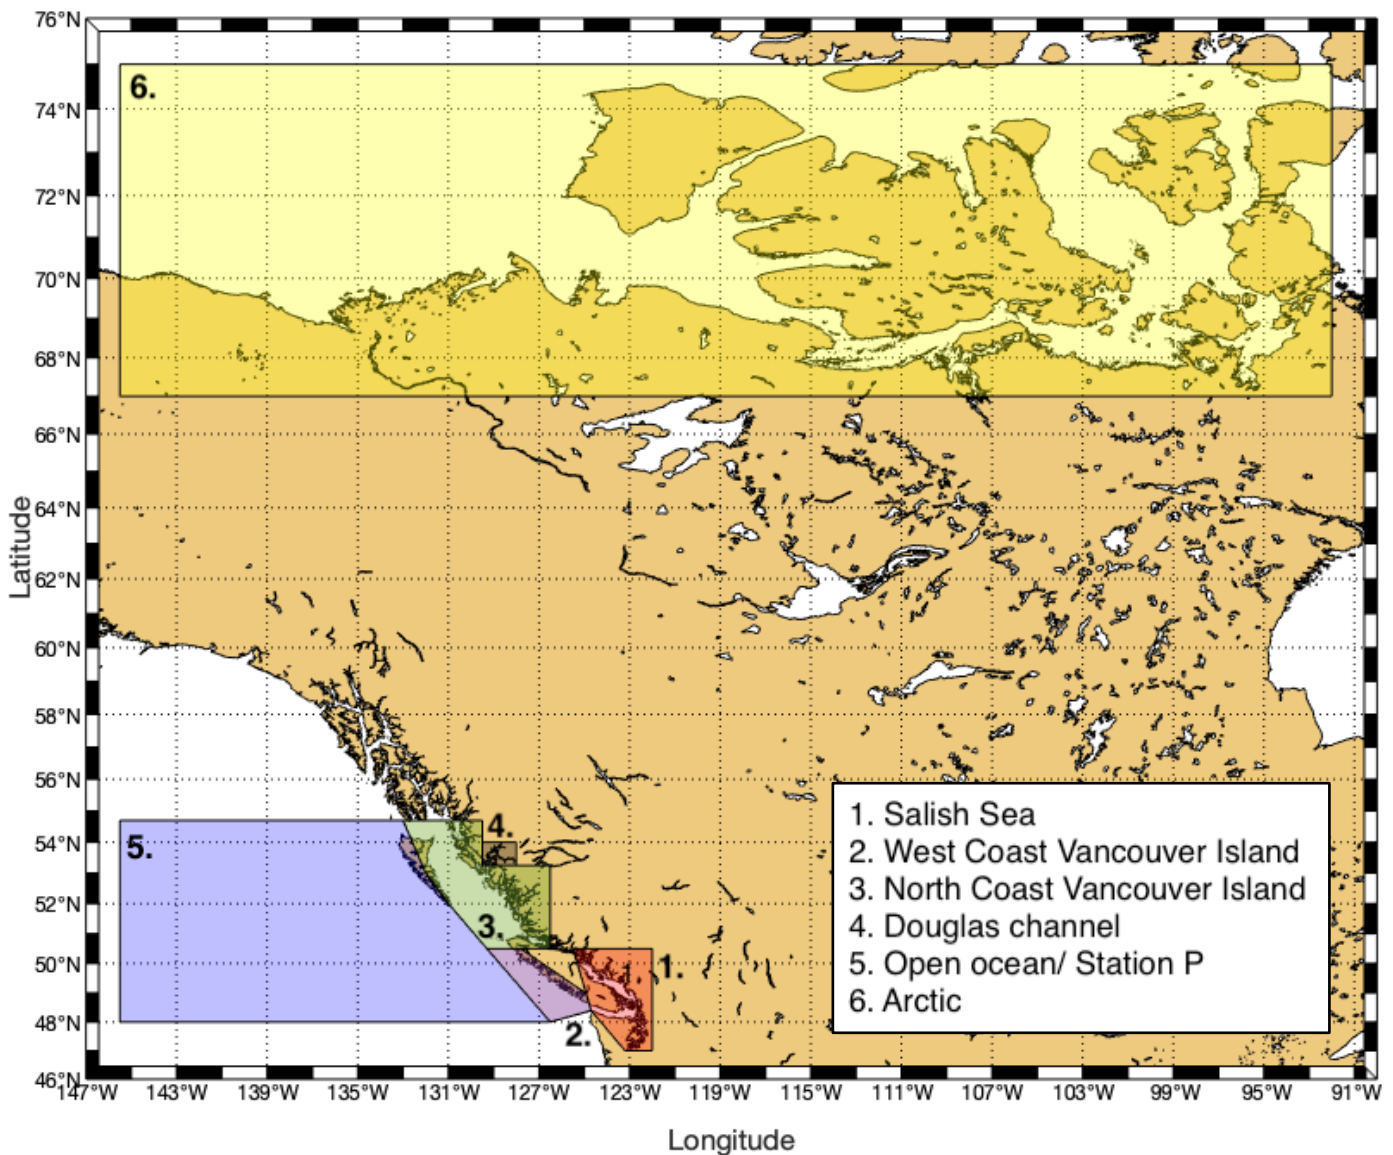 76°N
74°N
72°N
70°N
68°N
66°N
64°N
62°N
60°N
58°N
56°N
54°N
52°N
50°N
48°N
46°N
Latitude
6.
5.
4.
3.
1.
2.
1. Salish Sea
2. West Coast Vancouver Island
3. North Coast Vancouver Island
4. Douglas channel
5. Open ocean/ Station P
6. Arctic
147°W 143°W 139°W 135°W 131°W 127°W 123°W 119°W 115°W 111°W 107°W 103°W 99°W 95°W 91°W
Longitude